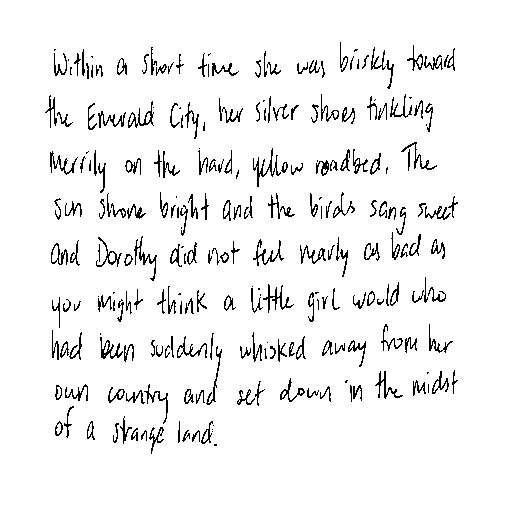 Within a short time she was briskly toward
the Emerald City, her silver shoes tinkling
merrily on the hard, yellow roadbed. The
sun shone bright and the birds sang sweet
and Dorothy did not feel nearly as bad as
you might think a little girl would who
had been suddenly whisked away from her
own country and set down in the midst
of a strange land.